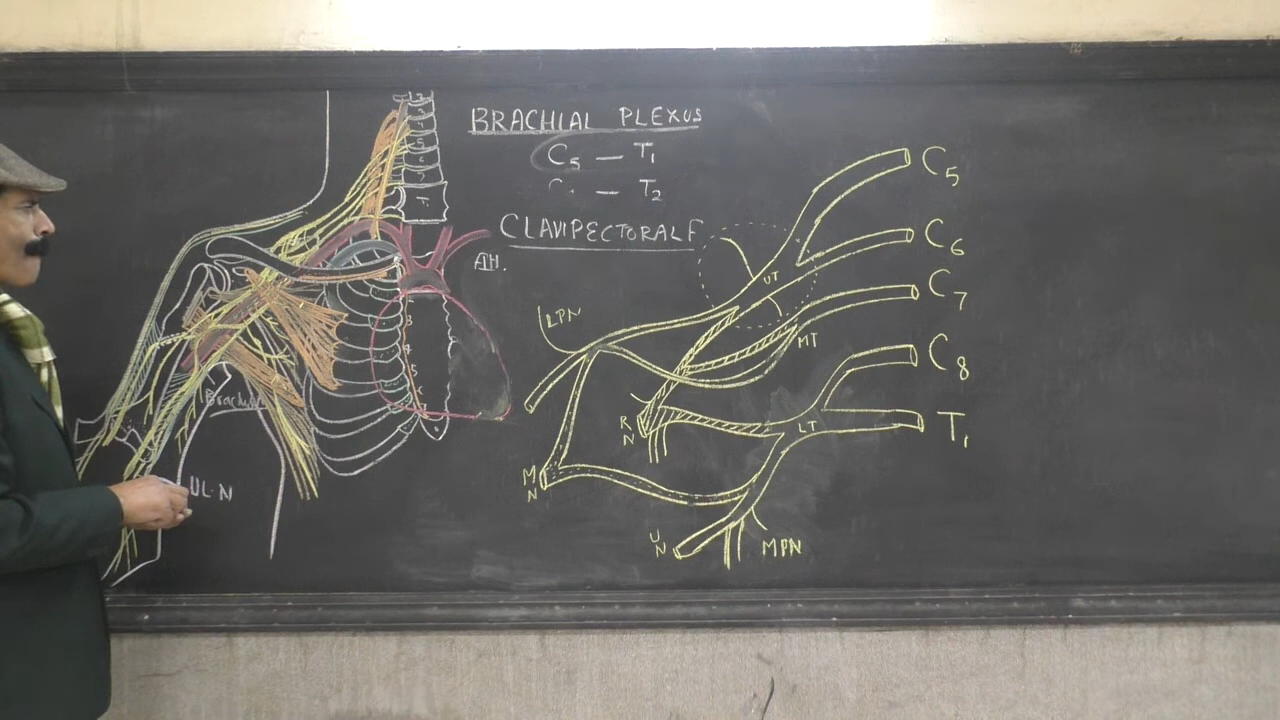 BRACHIAL PLEXUS
C5 — T1
— T2
CLAVIPECTORAL F
C5
C6
C7
C8
T1
UT
MT
LT
LPN
R
N
M
N
U
N
MPN
UL.N